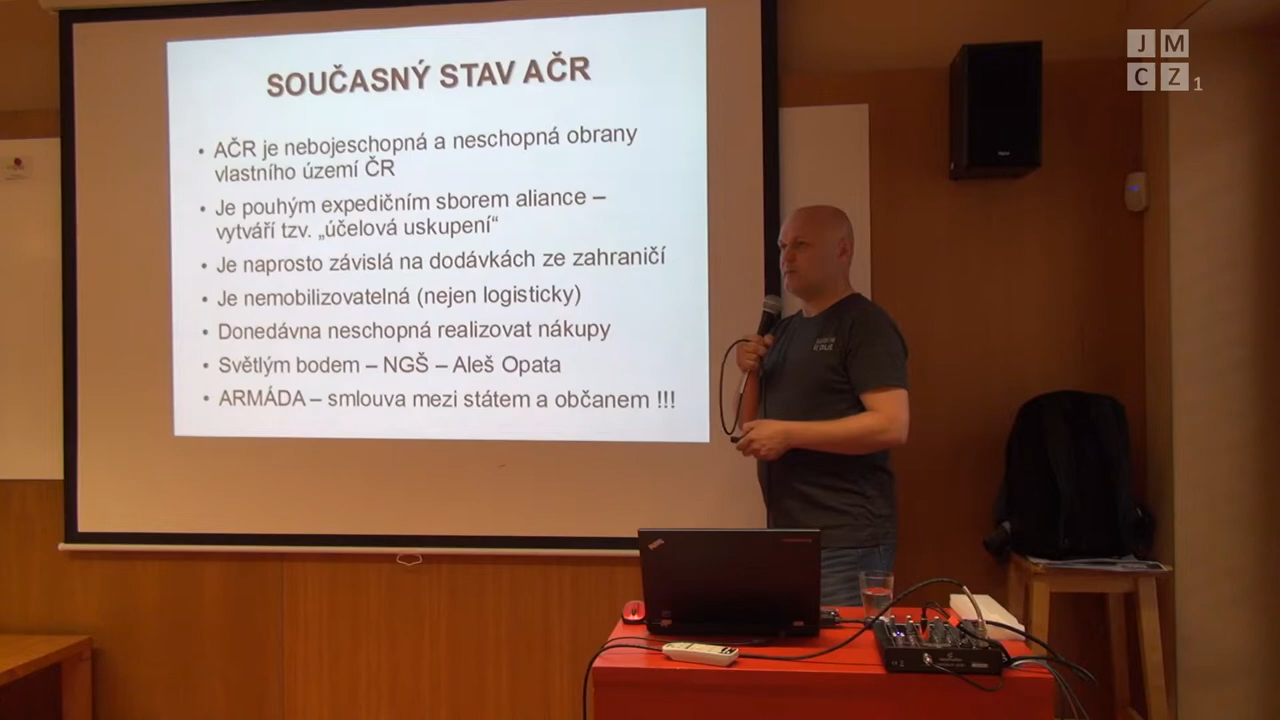 SOUČASNÝ STAV AČR
• AČR je nebojeschopná a neschopná obrany
vlastního území ČR
• Je pouhým expedičním sborem aliance –
vytváří tzv. „účelová uskupení“
• Je naprosto závislá na dodávkách ze zahraničí
• Je nemobilizovatelná (nejen logisticky)
• Donedávna neschopná realizovat nákupy
• Světlým bodem – NGŠ – Aleš Opata
• ARMÁDA – smlouva mezi státem a občanem !!!
J M
C Z 1